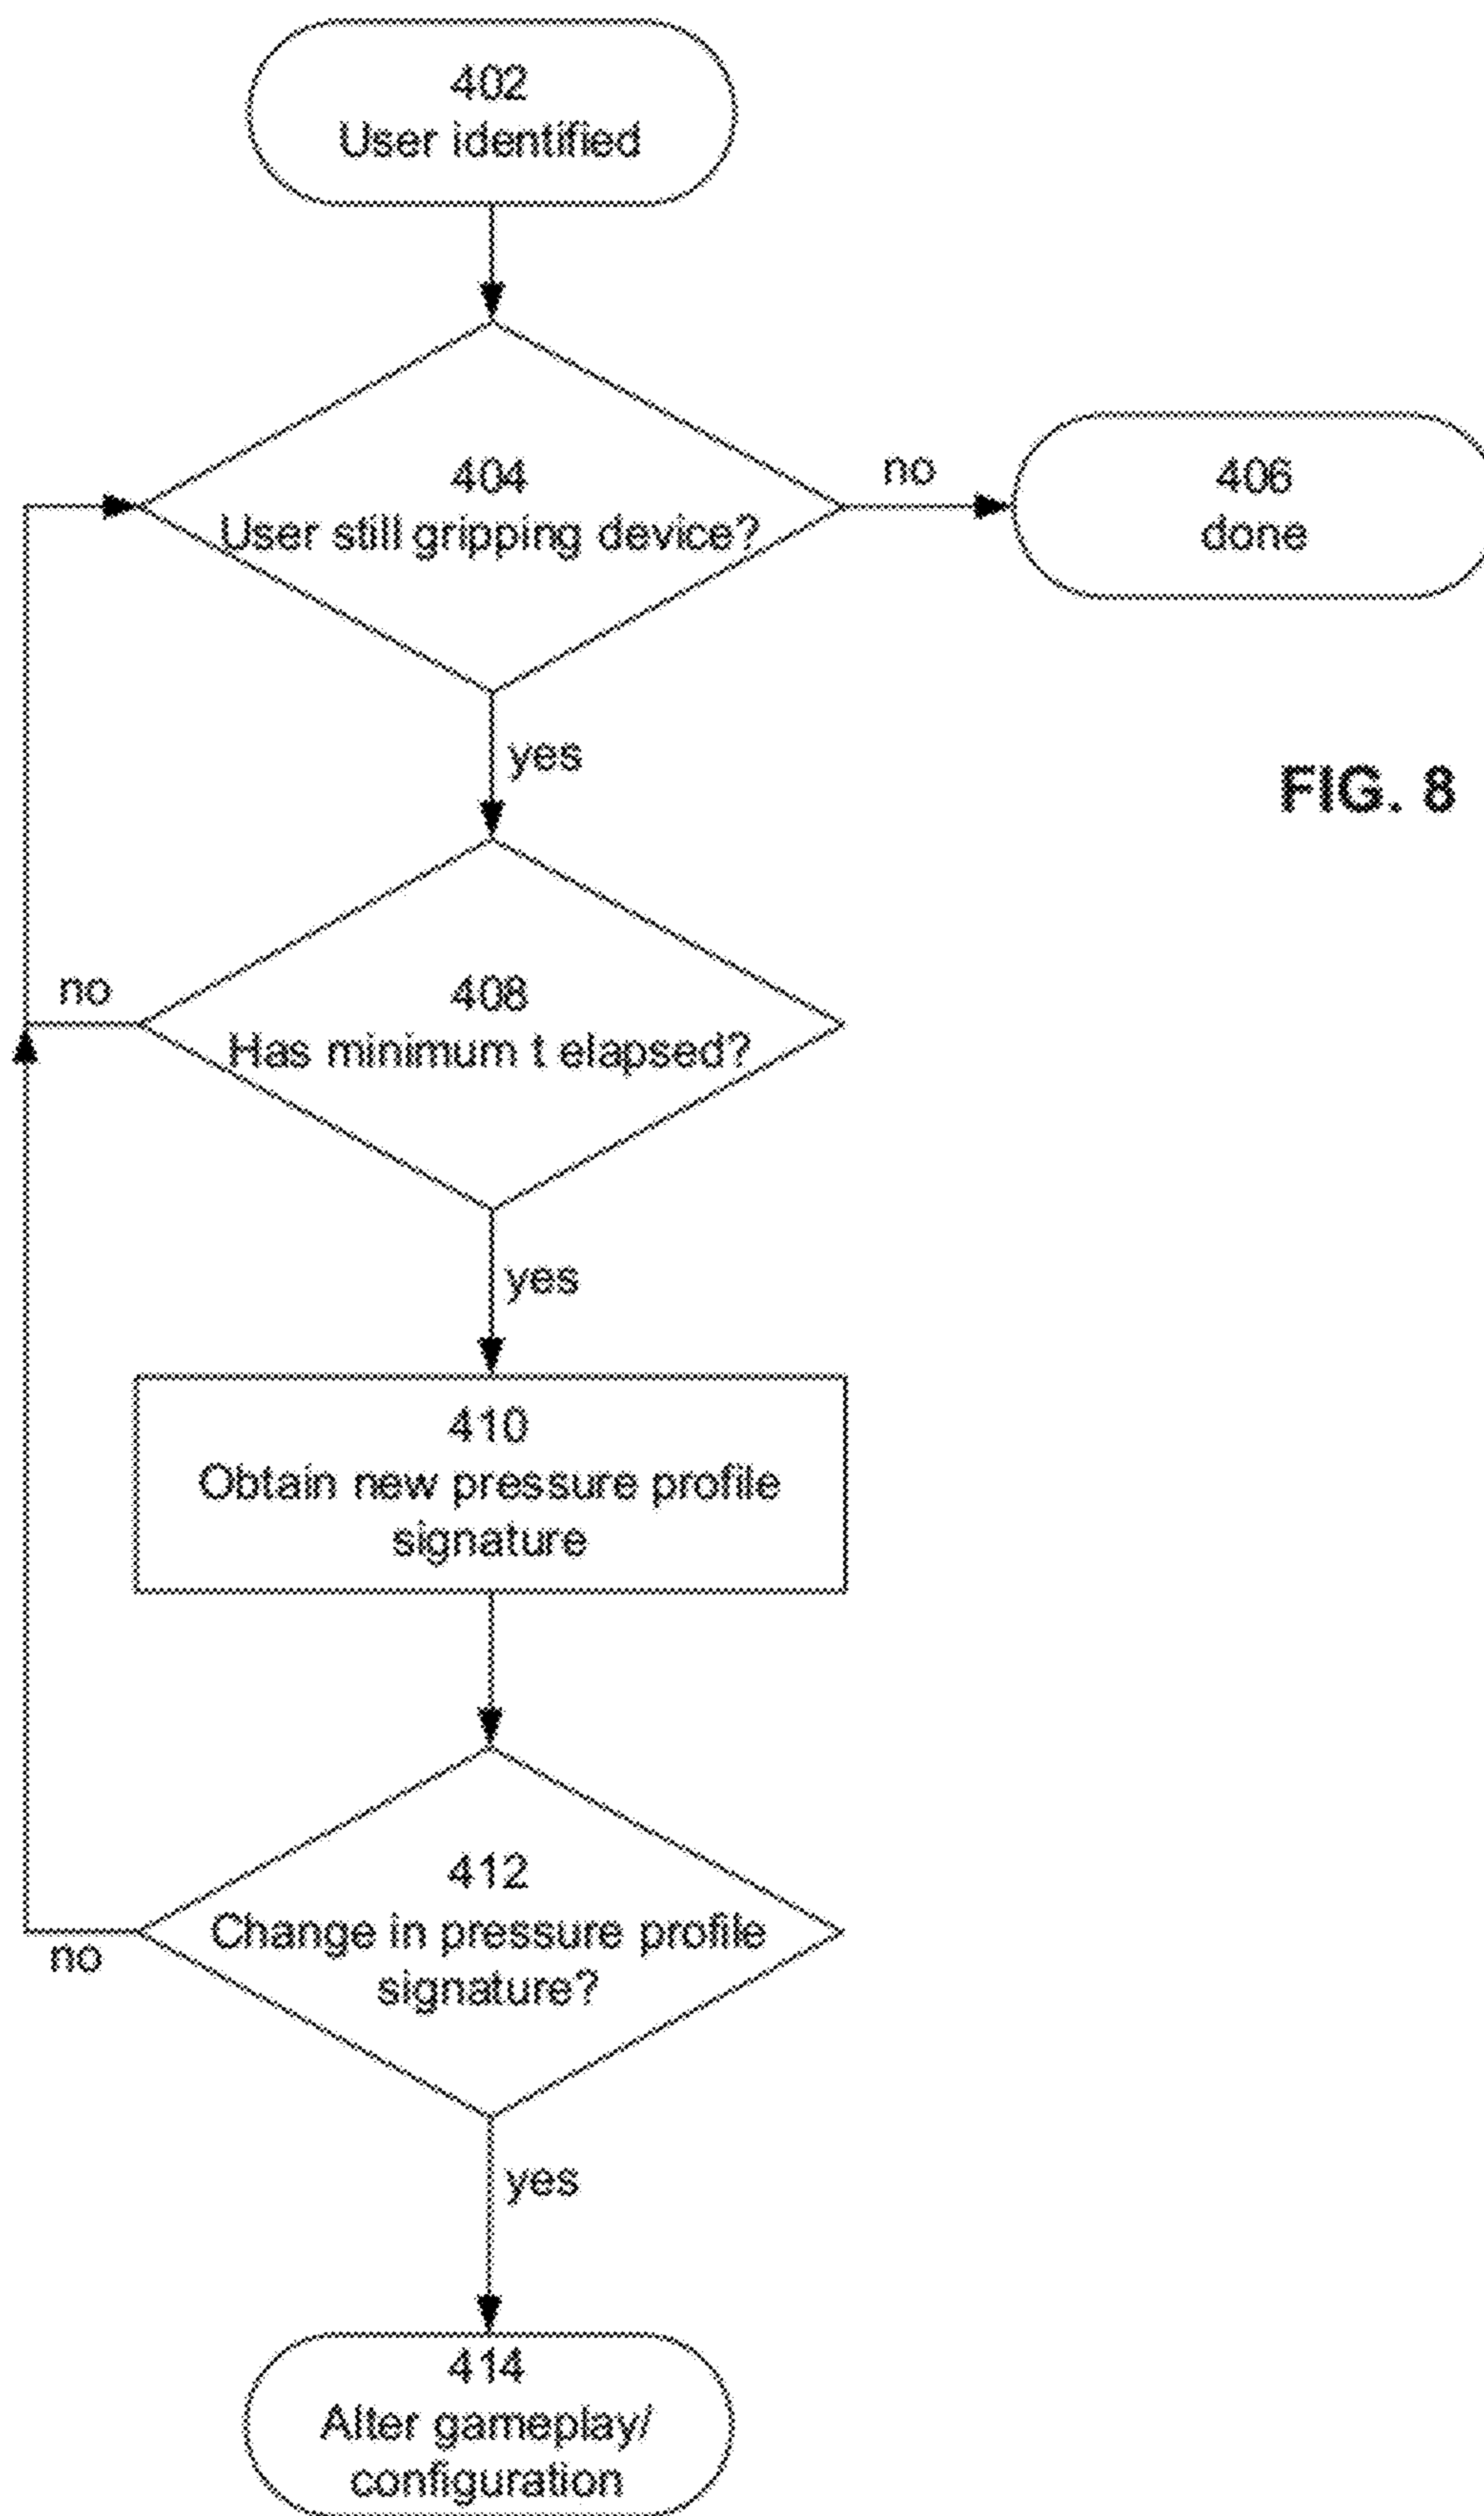 402
User identified
404
User still gripping device?
no
406
done
yes
FIG. 8
no
408
Has minimum t elapsed?
yes
410
Obtain new pressure profile
signature
412
Change in pressure profile
signature?
no
yes
414
Alter gameplay/
configuration